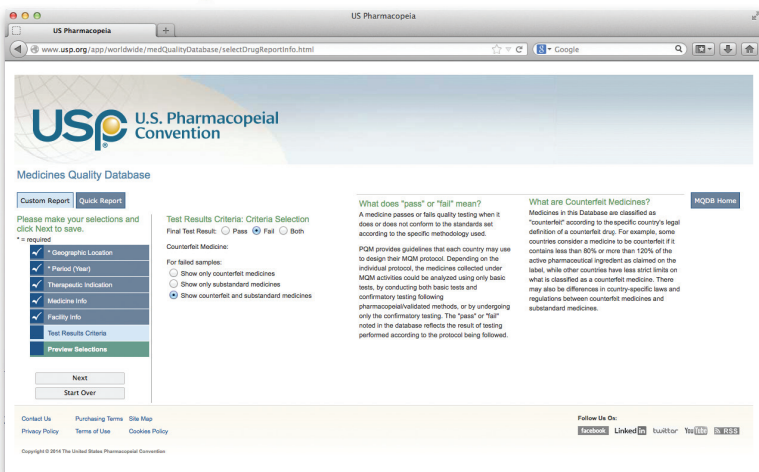 US Pharmacopeia
US Pharmacopeia
www.usp.org/app/worldwide/medQualityDatabase/selectDrugReportInfo.html
Google
USP
U.S. Pharmacopeial
Convention
Medicines Quality Database
Custom Report
Quick Report
MQDB Home
Please make your selections and
click Next to save.
* = required
* Geographic Location
* Period (Year)
Therapeutic Indication
Medicine Info
Facility Info
Test Results Criteria
Preview Selections
Next
Start Over
Test Results Criteria: Criteria Selection
Final Test Result: Pass Fail Both
Counterfeit Medicine:
For failed samples:
Show only counterfeit medicines
Show only substandard medicines
Show counterfeit and substandard medicines
What does "pass" or "fail" mean?
A medicine passes or fails quality testing when it
does or does not conform to the standards set
according to the specific methodology used.
PQM provides guidelines that each country may use
to design their MQM protocol. Depending on the
individual protocol, the medicines collected under
MQM activities could be analyzed using only basic
tests, by conducting both basic tests and
confirmatory testing following
pharmacopeial/validated methods, or by undergoing
only the confirmatory testing. The "pass" or "fail"
noted in the database reflects the result of testing
performed according to the protocol being followed.
What are Counterfeit Medicines?
Medicines in this Database are classified as
"counterfeit" according to the specific country's legal
definition of a counterfeit drug. For example, some
countries consider a medicine to be counterfeit if it
contains less than 80% or more than 120% of the
active pharmaceutical ingredient as claimed on the
label, while other countries have less strict limits on
what is classified as a counterfeit medicine. There
may also be differences in country-specific laws and
regulations between counterfeit medicines and
substandard medicines.
Contact Us Purchasing Terms Site Map
Privacy Policy Terms of Use Cookies Policy
Copyright © 2014 The United States Pharmacopeial Convention
Follow Us On:
facebook LinkedIn twitter YouTube RSS